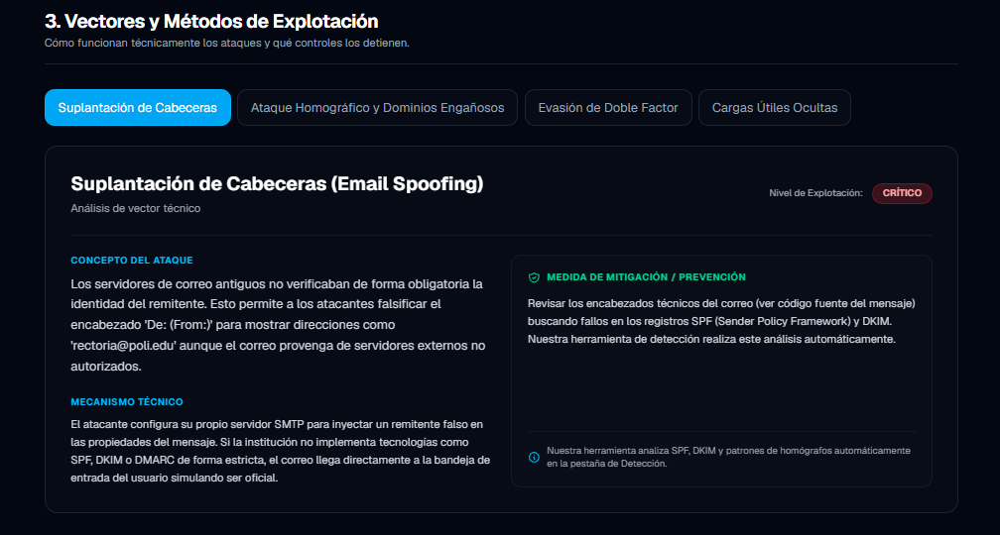 3. Vectores y Métodos de Explotación
Cómo funcionan técnicamente los ataques y qué controles los detienen.
Suplantación de Cabeceras
Ataque Homográfico y Dominios Engañosos
Evasión de Doble Factor
Cargas Útiles Ocultas
Suplantación de Cabeceras (Email Spoofing)
Análisis de vector técnico
Nivel de Explotación:
CRÍTICO
CONCEPTO DEL ATAQUE
Los servidores de correo antiguos no verificaban de forma obligatoria la
identidad del remitente. Esto permite a los atacantes falsificar el
encabezado 'De: (From:)' para mostrar direcciones como
'rectoria@poli.edu' aunque el correo provenga de servidores externos no
autorizados.
MECANISMO TÉCNICO
El atacante configura su propio servidor SMTP para inyectar un remitente falso en
las propiedades del mensaje. Si la institución no implementa tecnologías como
SPF, DKIM o DMARC de forma estricta, el correo llega directamente a la bandeja de
entrada del usuario simulando ser oficial.
MEDIDA DE MITIGACIÓN / PREVENCIÓN
Revisar los encabezados técnicos del correo (ver código fuente del mensaje)
buscando fallos en los registros SPF (Sender Policy Framework) y DKIM.
Nuestra herramienta de detección realiza este análisis automáticamente.
Nuestra herramienta analiza SPF, DKIM y patrones de homógrafos automáticamente
en la pestaña de Detección.